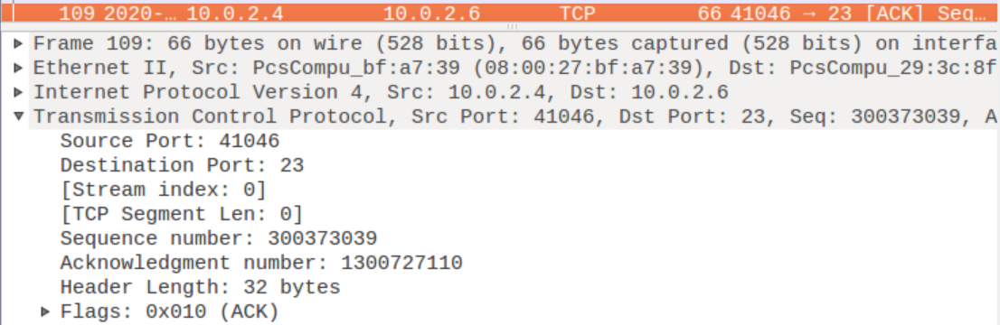 109 2020-… 10.0.2.4 10.0.2.6 TCP 66 41046 → 23 [ACK] Seq…
Frame 109: 66 bytes on wire (528 bits), 66 bytes captured (528 bits) on interfa
Ethernet II, Src: PcsCompu_bf:a7:39 (08:00:27:bf:a7:39), Dst: PcsCompu_29:3c:8f
Internet Protocol Version 4, Src: 10.0.2.4, Dst: 10.0.2.6
Transmission Control Protocol, Src Port: 41046, Dst Port: 23, Seq: 300373039, A
Source Port: 41046
Destination Port: 23
[Stream index: 0]
[TCP Segment Len: 0]
Sequence number: 300373039
Acknowledgment number: 1300727110
Header Length: 32 bytes
Flags: 0x010 (ACK)